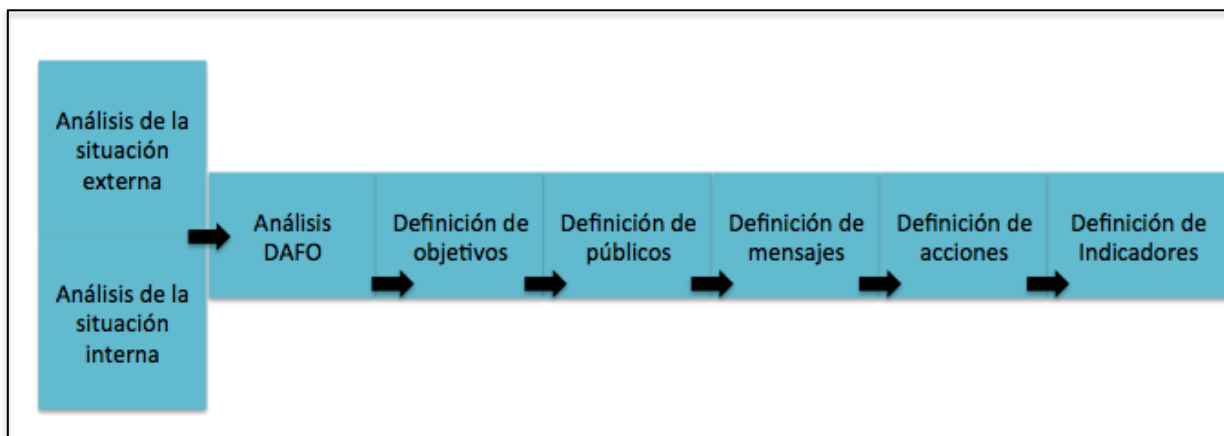 Análisis de la
situación
externa
Análisis de la
situación
interna
Análisis
DAFO
Definición de
objetivos
Definición de
públicos
Definición de
mensajes
Definición de
acciones
Definición de
Indicadores